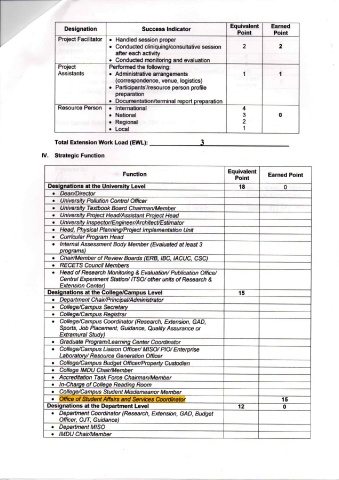 Designation Success Indicator Equivalent Point Earned Point
Project Facilitator • Handled session proper
• Conducted cliniquing/consultative session after each activity 2 2
• Conducted monitoring and evaluation
Project Assistants Performed the following:
• Administrative arrangements (correspondence, venue, logistics) 1 1
• Participants'/resource person profile preparation
• Documentation/terminal report preparation
Resource Person • International 4
• National 3 0
• Regional 2
• Local 1
Total Extension Work Load (EWL): 3
IV. Strategic Function
Function Equivalent Point Earned Point
Designations at the University Level 18 0
• Dean/Director
• University Pollution Control Officer
• University Textbook Board Chairman/Member
• University Project Head/Assistant Project Head
• University Inspector/Engineer/Architect/Estimator
• Head, Physical Planning/Project Implementation Unit
• Curricular Program Head
• Internal Assessment Body Member (Evaluated at least 3 programs)
• Chair/Member of Review Boards (ERB, IBC, IACUC, CSC)
• RECETS Council Members
• Head of Research Monitoring & Evaluation/ Publication Office/
Central Experiment Station/ ITSO/ other units of Research &
Extension Center)
Designations at the College/Campus Level 15
• Department Chair/Principal/Administrator
• College/Campus Secretary
• College/Campus Registrar
• College/Campus Coordinator (Research, Extension, GAD,
Sports, Job Placement, Guidance, Quality Assurance or
Extramural Study)
• Graduate Program/Learning Center Coordinator
• College/Campus Liaison Officer/ MISO/ PIO/ Enterprise
Laboratory/ Resource Generation Officer
• College/Campus Budget Officer/Property Custodian
• College IMDU Chair/Member
• Accreditation Task Force Chairman/Member
• In-Charge of College Reading Room
• College/Campus Student Misdemeanor Member
• Office of Student Affairs and Services Coordinator 15
Designations at the Department Level 12 0
• Department Coordinator (Research, Extension, GAD, Budget
Officer, OJT, Guidance)
• Department MISO
• IMDU Chair/Member